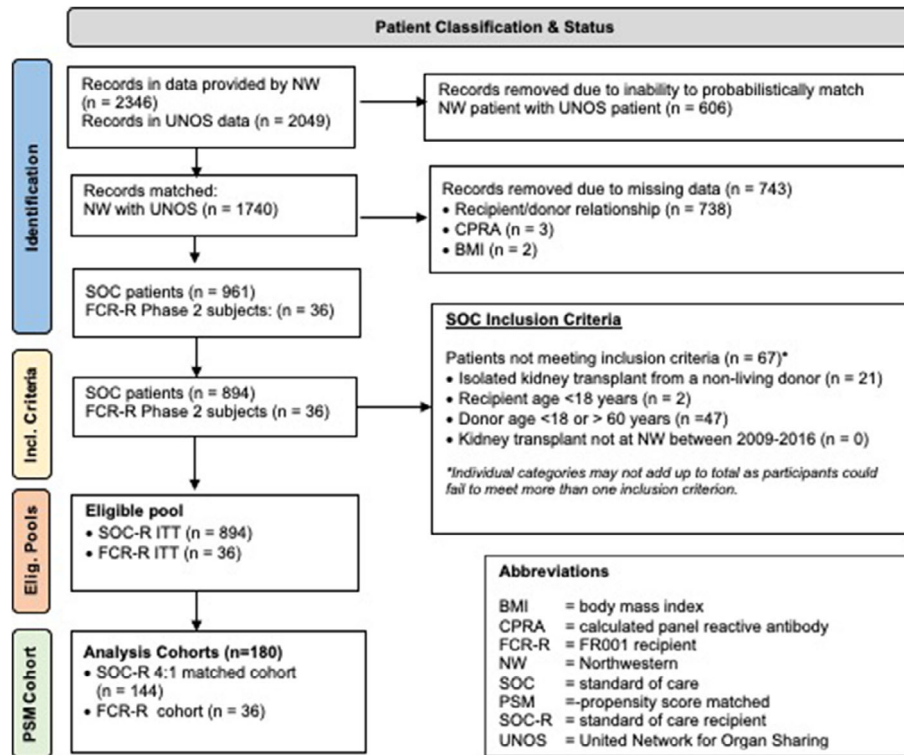 Patient Classification & Status
Identification
Records in data provided by NW
(n = 2346)
Records in UNOS data (n = 2049)
Records removed due to inability to probabilistically match
NW patient with UNOS patient (n = 606)
Records matched:
NW with UNOS (n = 1740)
Records removed due to missing data (n = 743)
• Recipient/donor relationship (n = 738)
• CPRA (n = 3)
• BMI (n = 2)
SOC patients (n = 961)
FCR-R Phase 2 subjects: (n = 36)
Incl. Criteria
SOC patients (n = 894)
FCR-R Phase 2 subjects (n = 36)
SOC Inclusion Criteria
Patients not meeting inclusion criteria (n = 67)*
• Isolated kidney transplant from a non-living donor (n = 21)
• Recipient age <18 years (n = 2)
• Donor age <18 or > 60 years (n =47)
• Kidney transplant not at NW between 2009-2016 (n = 0)
*Individual categories may not add up to total as participants could
fail to meet more than one inclusion criterion.
Elig. Pools
Eligible pool
• SOC-R ITT (n = 894)
• FCR-R ITT (n = 36)
PSM Cohort
Analysis Cohorts (n=180)
• SOC-R 4:1 matched cohort
(n = 144)
• FCR-R cohort (n = 36)
Abbreviations
BMI = body mass index
CPRA = calculated panel reactive antibody
FCR-R = FR001 recipient
NW = Northwestern
SOC = standard of care
PSM =-propensity score matched
SOC-R = standard of care recipient
UNOS = United Network for Organ Sharing